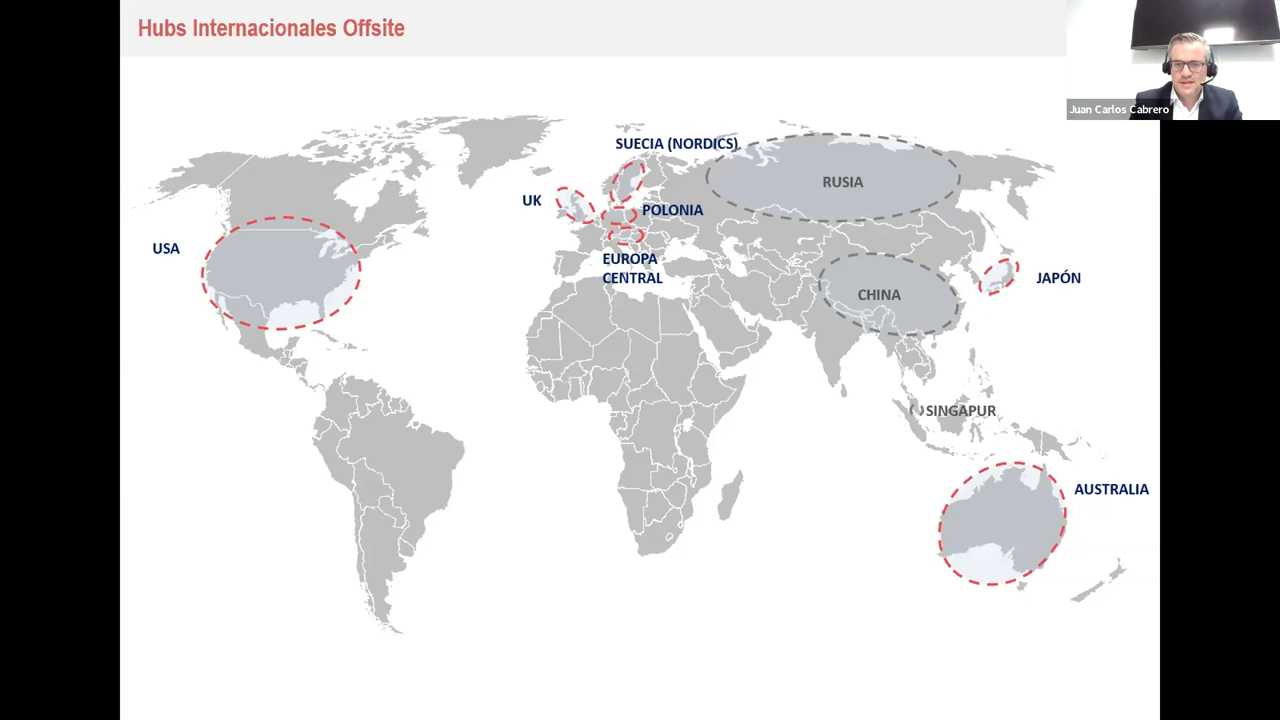 Hubs Internacionales Offsite
Juan Carlos Cabrero
SUECIA (NORDICS)
RUSIA
UK
POLONIA
USA
EUROPA
CENTRAL
JAPÓN
CHINA
SINGAPUR
AUSTRALIA